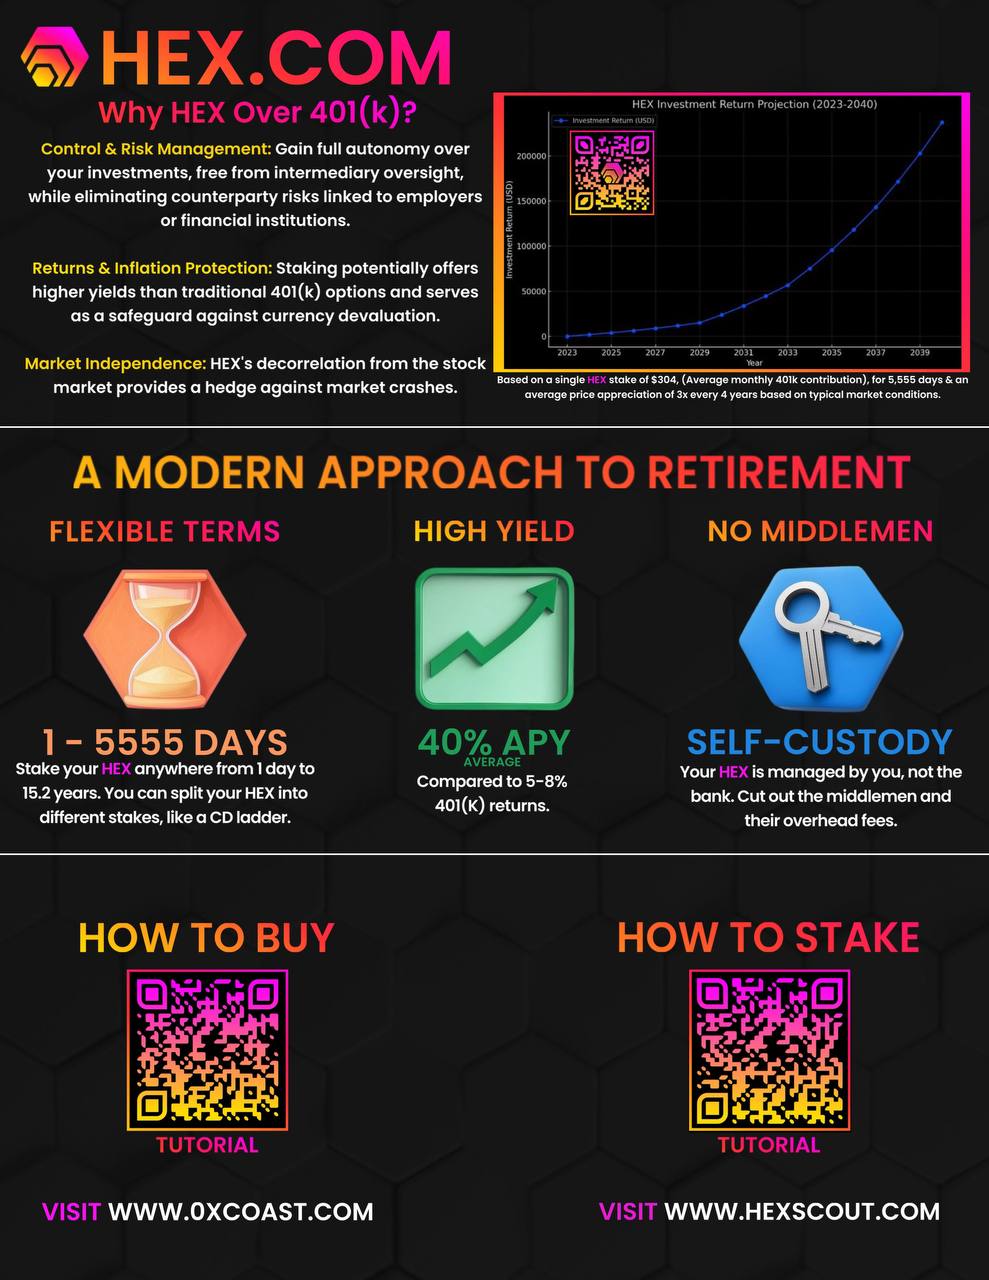 HEX.COM
Why HEX Over 401(k)?
Control & Risk Management: Gain full autonomy over
your investments, free from intermediary oversight,
while eliminating counterparty risks linked to employers
or financial institutions.
Returns & Inflation Protection: Staking potentially offers
higher yields than traditional 401(k) options and serves
as a safeguard against currency devaluation.
Market Independence: HEX's decorrelation from the stock
market provides a hedge against market crashes.
HEX Investment Return Projection (2023-2040)
Investment Return (USD)
Investment Return (USD)
200000
150000
100000
50000
0
2023 2025 2027 2029 2031 2033 2035 2037 2039
Year
Based on a single HEX stake of $304, (Average monthly 401k contribution), for 5,555 days & an
average price appreciation of 3x every 4 years based on typical market conditions.
A MODERN APPROACH TO RETIREMENT
FLEXIBLE TERMS
1 - 5555 DAYS
Stake your HEX anywhere from 1 day to
15.2 years. You can split your HEX into
different stakes, like a CD ladder.
HIGH YIELD
40% APY
AVERAGE
Compared to 5-8%
401(K) returns.
NO MIDDLEMEN
SELF-CUSTODY
Your HEX is managed by you, not the
bank. Cut out the middlemen and
their overhead fees.
HOW TO BUY
TUTORIAL
VISIT WWW.0XCOAST.COM
HOW TO STAKE
TUTORIAL
VISIT WWW.HEXSCOUT.COM